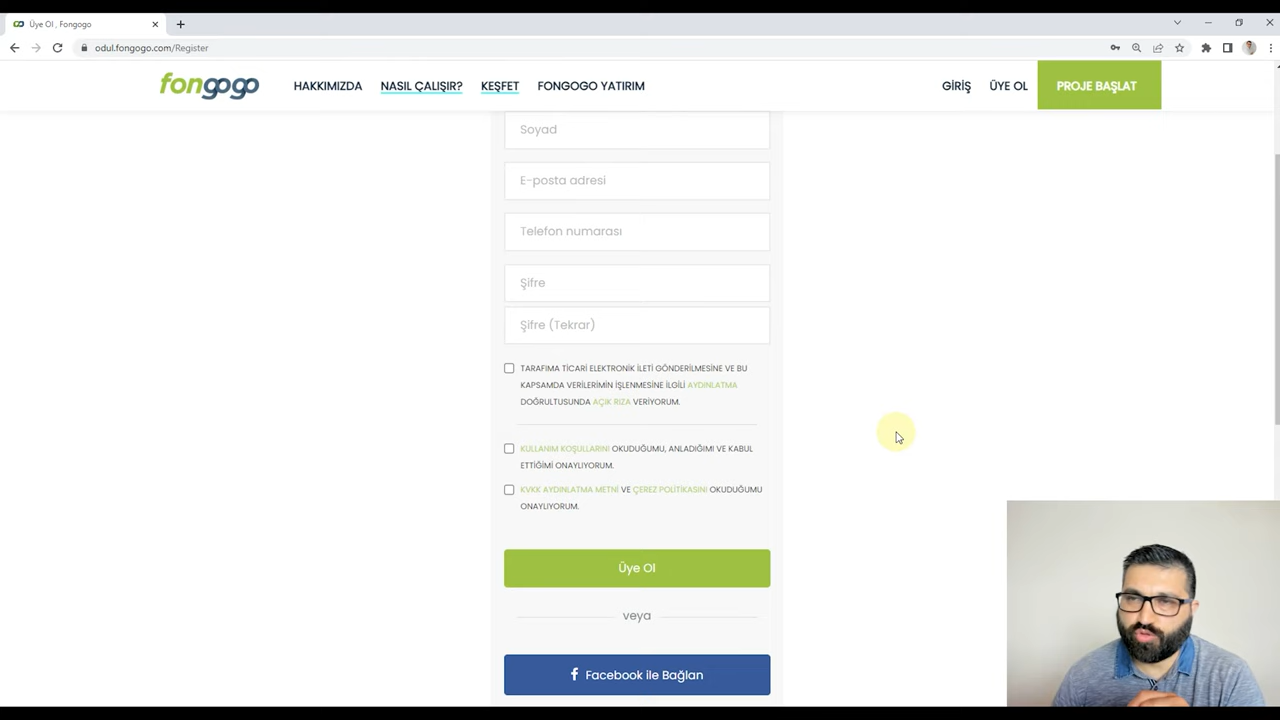 Üye Ol , Fongogo
odul.fongogo.com/Register
fongogo
HAKKIMIZDA
NASIL ÇALIŞIR?
KEŞFET
FONGOGO YATIRIM
GİRİŞ
ÜYE OL
PROJE BAŞLAT
Soyad
E-posta adresi
Telefon numarası
Şifre
Şifre (Tekrar)
TARAFIMA TİCARİ ELEKTRONİK İLETİ GÖNDERİLMESİNE VE BU
KAPSAMDA VERİLERİMİN İŞLENMESİNE İLGİLİ AYDINLATMA
DOĞRULTUSUNDA AÇIK RIZA VERİYORUM.
KULLANIM KOŞULLARINI OKUDUĞUMU, ANLADIĞIMI VE KABUL
ETTİĞİMİ ONAYLIYORUM.
KVKK AYDINLATMA METNİ VE ÇEREZ POLİTİKASINI OKUDUĞUMU
ONAYLIYORUM.
Üye Ol
veya
Facebook ile Bağlan